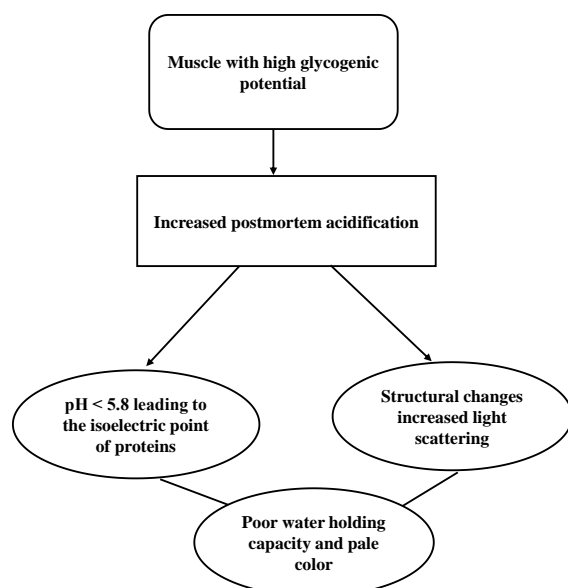 Muscle with high glycogenic
potential
Increased postmortem acidification
pH < 5.8 leading to
the isoelectric point
of proteins
Structural changes
increased light
scattering
Poor water holding
capacity and pale
color